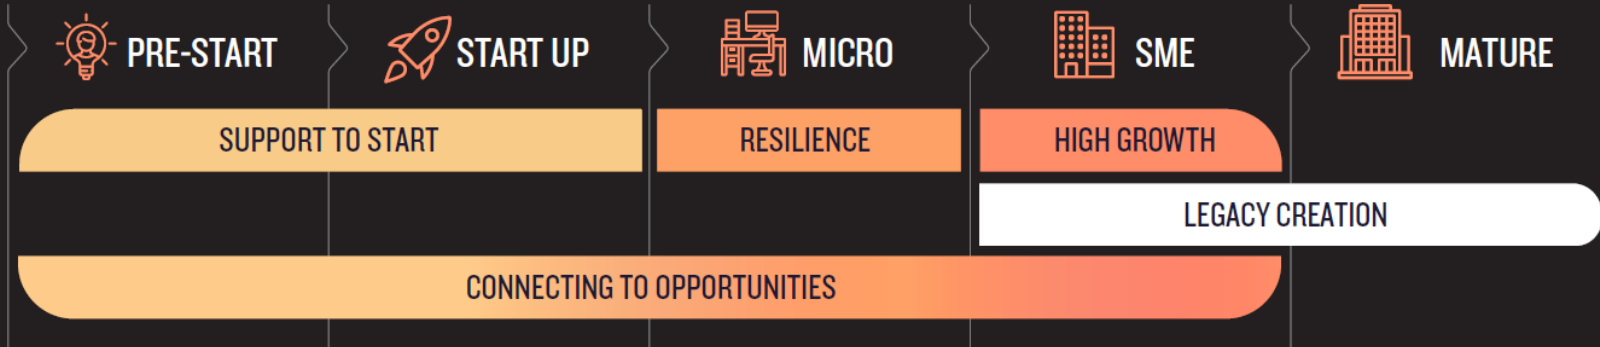 PRE-START
START UP
MICRO
SME
MATURE
SUPPORT TO START
RESILIENCE
HIGH GROWTH
LEGACY CREATION
CONNECTING TO OPPORTUNITIES